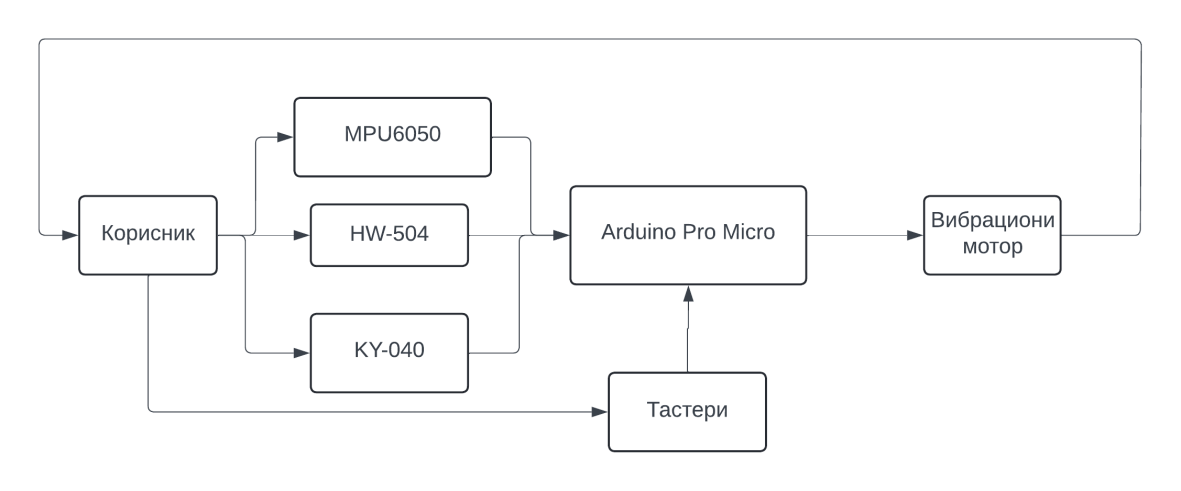 MPU6050
Корисник
HW-504
Arduino Pro Micro
Вибрациони
мотор
KY-040
Тастери